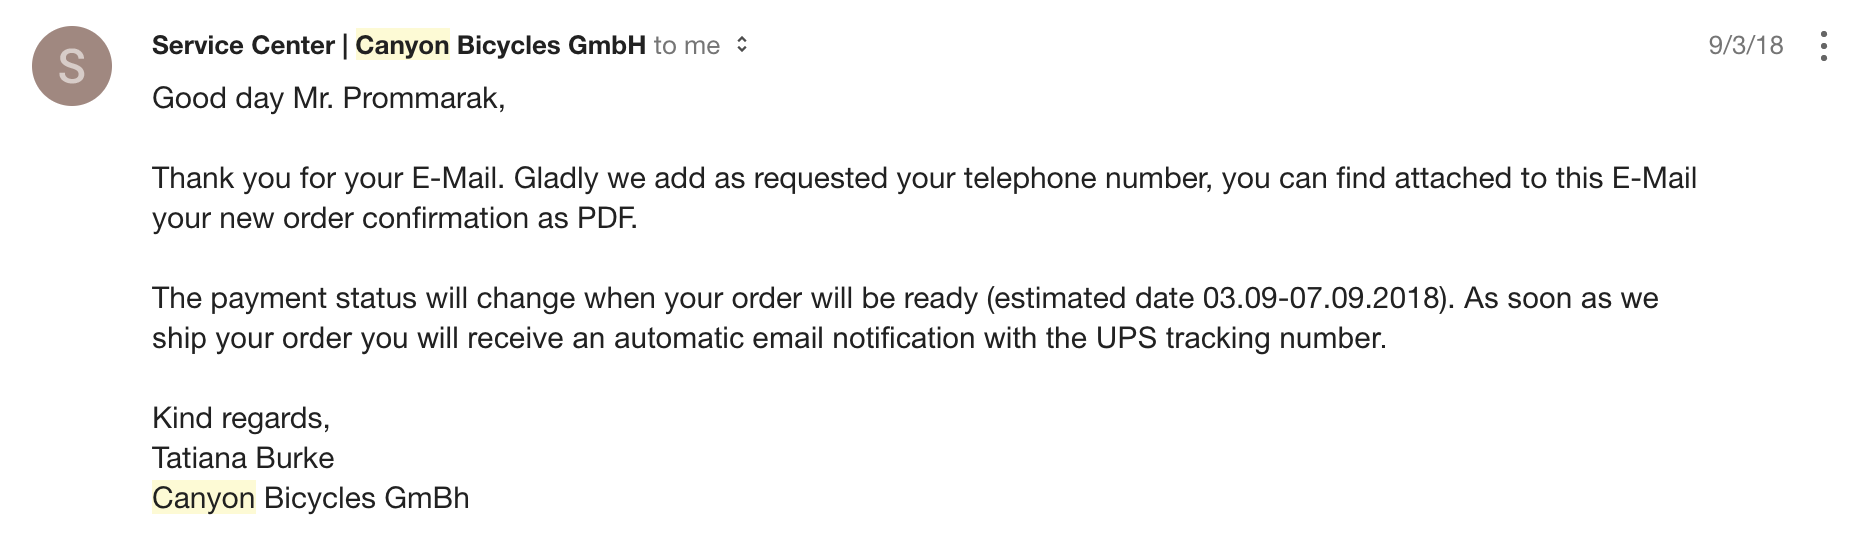 S
Service Center | Canyon Bicycles GmbH to me
9/3/18
Good day Mr. Prommarak,
Thank you for your E-Mail. Gladly we add as requested your telephone number, you can find attached to this E-Mail
your new order confirmation as PDF.
The payment status will change when your order will be ready (estimated date 03.09-07.09.2018). As soon as we
ship your order you will receive an automatic email notification with the UPS tracking number.
Kind regards,
Tatiana Burke
Canyon Bicycles GmBh